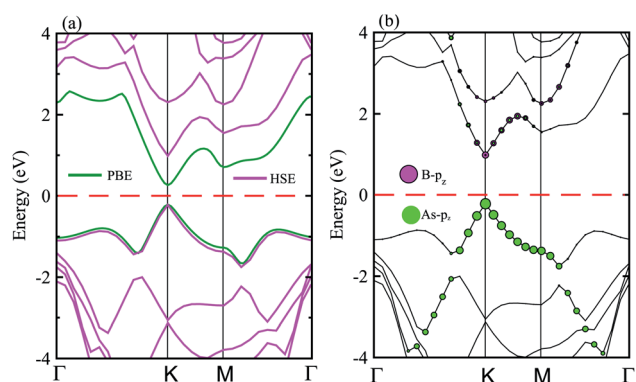 (a)
(b)
4
2
0
-2
-4
Energy (eV)
PBE
HSE
Γ
K
M
Γ
4
2
0
-2
-4
Energy (eV)
B-pz
As-pz
Γ
K
M
Γ